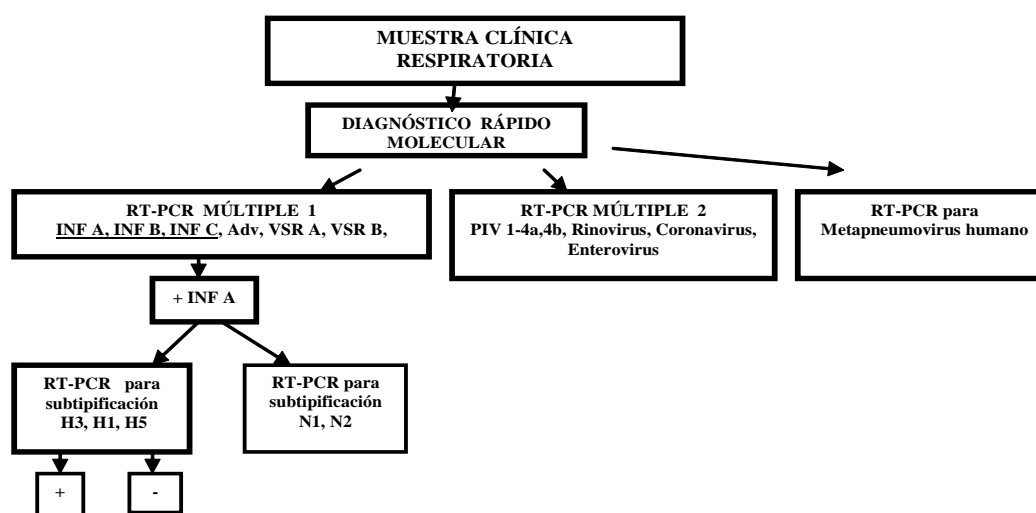 MUESTRA CLÍNICA
RESPIRATORIA
DIAGNÓSTICO RÁPIDO
MOLECULAR
RT-PCR MÚLTIPLE 1
INF A, INF B, INF C, Adv, VSR A, VSR B,
RT-PCR MÚLTIPLE 2
PIV 1-4a,4b, Rinovirus, Coronavirus,
Enterovirus
RT-PCR para
Metapneumovirus humano
+ INF A
RT-PCR para
subtipificación
H3, H1, H5
RT-PCR para
subtipificación
N1, N2
+
-